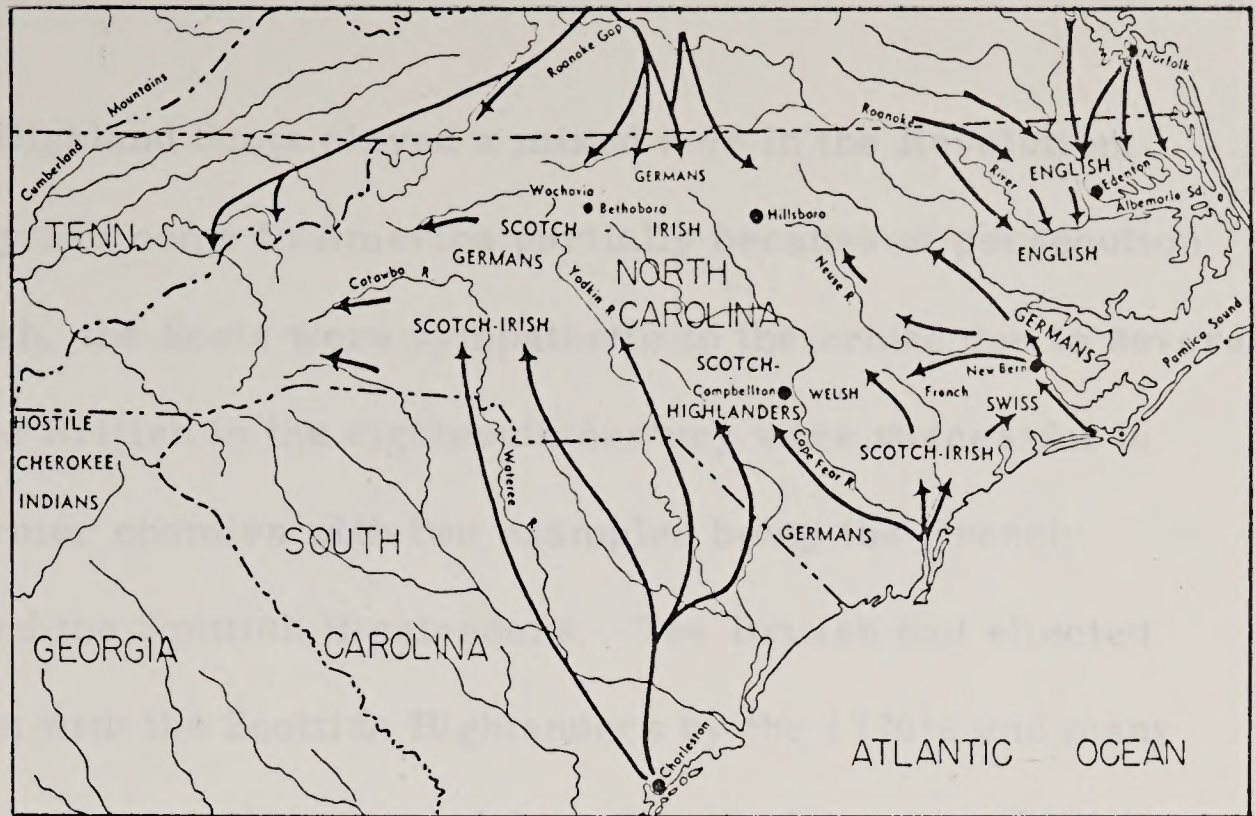 Norfolk
Roanoke Gap
Mountains
Cumberland
Roanoke
River
ENGLISH
Edenton
Albemarle Sd.
GERMANS
Wachovia
Bethabara
Hillsboro
SCOTCH IRISH
GERMANS
TENN.
ENGLISH
NORTH
CAROLINA
Catawba R.
Yadkin R.
Neuse R.
SCOTCH-IRISH
GERMANS
Pamlico Sound
New Bern
SCOTCH-
Campbellton
WELSH
French
HIGHLANDERS
SWISS
HOSTILE
CHEROKEE
INDIANS
SCOTCH-IRISH
Cape Fear R.
Wateree R.
GERMANS
SOUTH
CAROLINA
GEORGIA
Charleston
ATLANTIC OCEAN